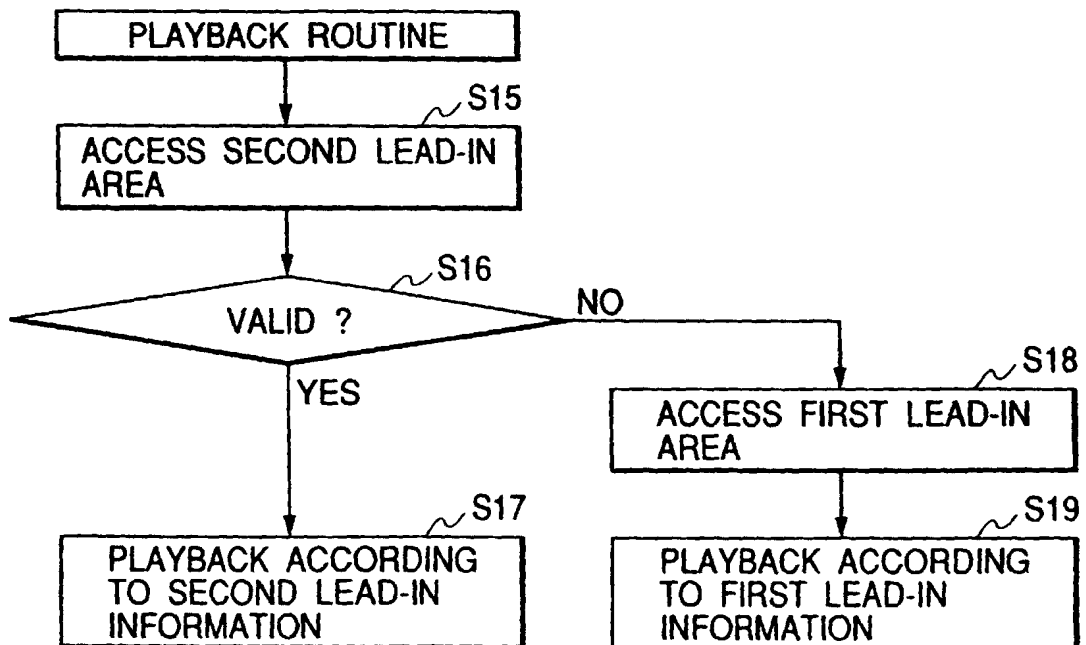 PLAYBACK ROUTINE
S15
ACCESS SECOND LEAD-IN
AREA
S16
VALID ?
NO
YES
S18
ACCESS FIRST LEAD-IN
AREA
S17
PLAYBACK ACCORDING
TO SECOND LEAD-IN
INFORMATION
S19
PLAYBACK ACCORDING
TO FIRST LEAD-IN
INFORMATION